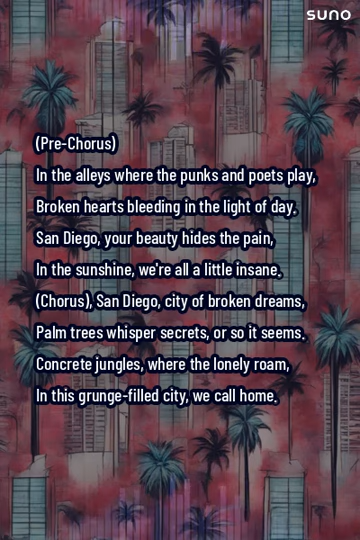 suno
(Pre-Chorus)
In the alleys where the punks and poets play,
Broken hearts bleeding in the light of day.
San Diego, your beauty hides the pain,
In the sunshine, we're all a little insane.
(Chorus), San Diego, city of broken dreams,
Palm trees whisper secrets, or so it seems.
Concrete jungles, where the lonely roam,
In this grunge-filled city, we call home.